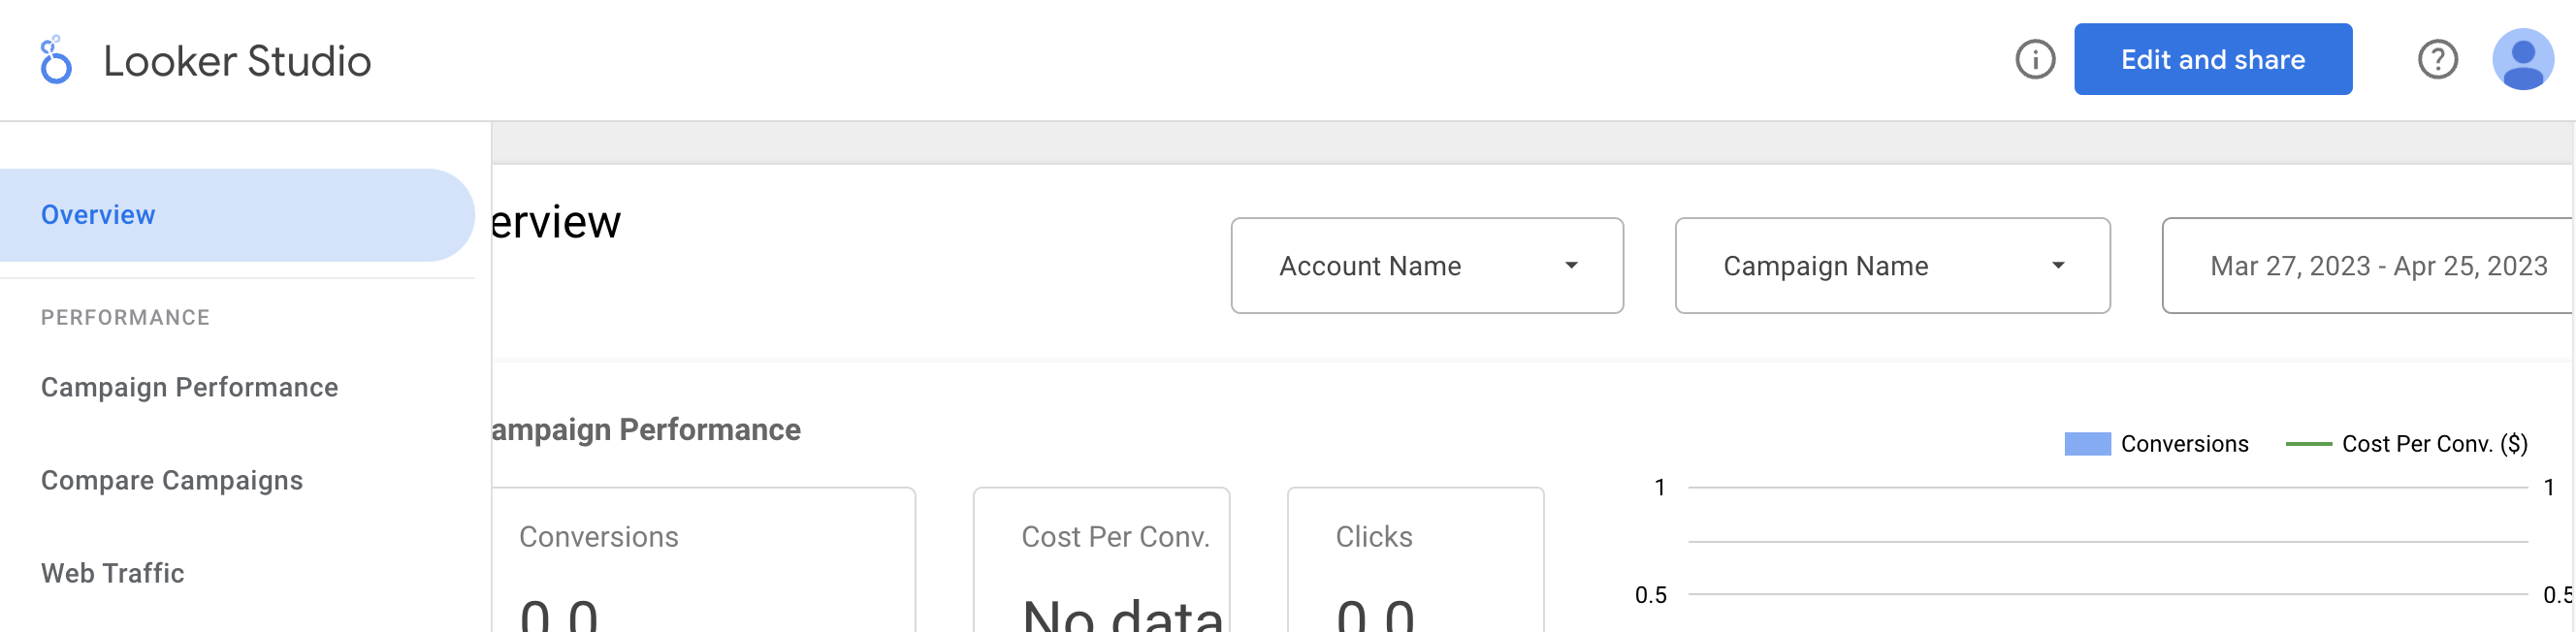 Looker Studio
Edit and share
Overview
PERFORMANCE
Campaign Performance
Compare Campaigns
Web Traffic
erview
Account Name
Campaign Name
Mar 27, 2023 - Apr 25, 2023
ampaign Performance
Conversions
0.0
Cost Per Conv.
No data
Clicks
0.0
Conversions
Cost Per Conv. ($)
1
1
0.5
0.5